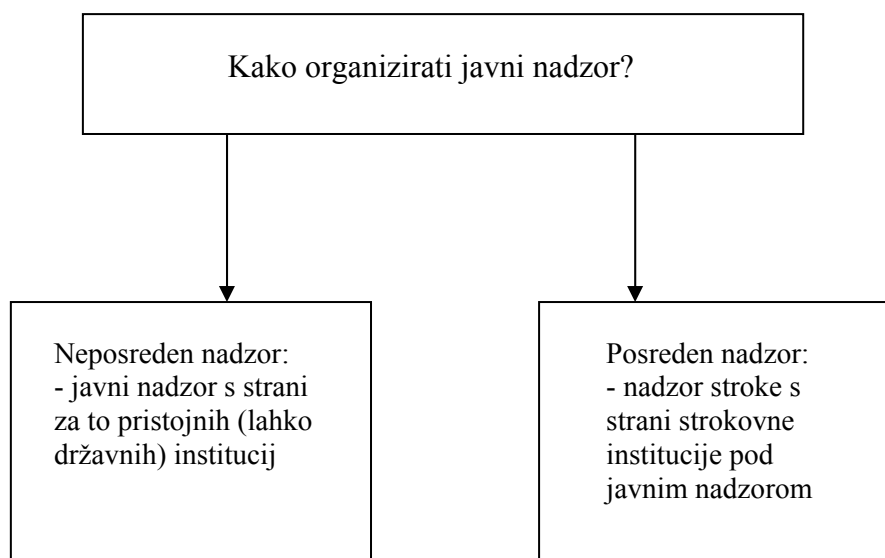 Kako organizirati javni nadzor?
Neposreden nadzor:
- javni nadzor s strani
za to pristojnih (lahko
državnih) institucij
Posreden nadzor:
- nadzor stroke s
strani strokovne
institucije pod
javnim nadzorom